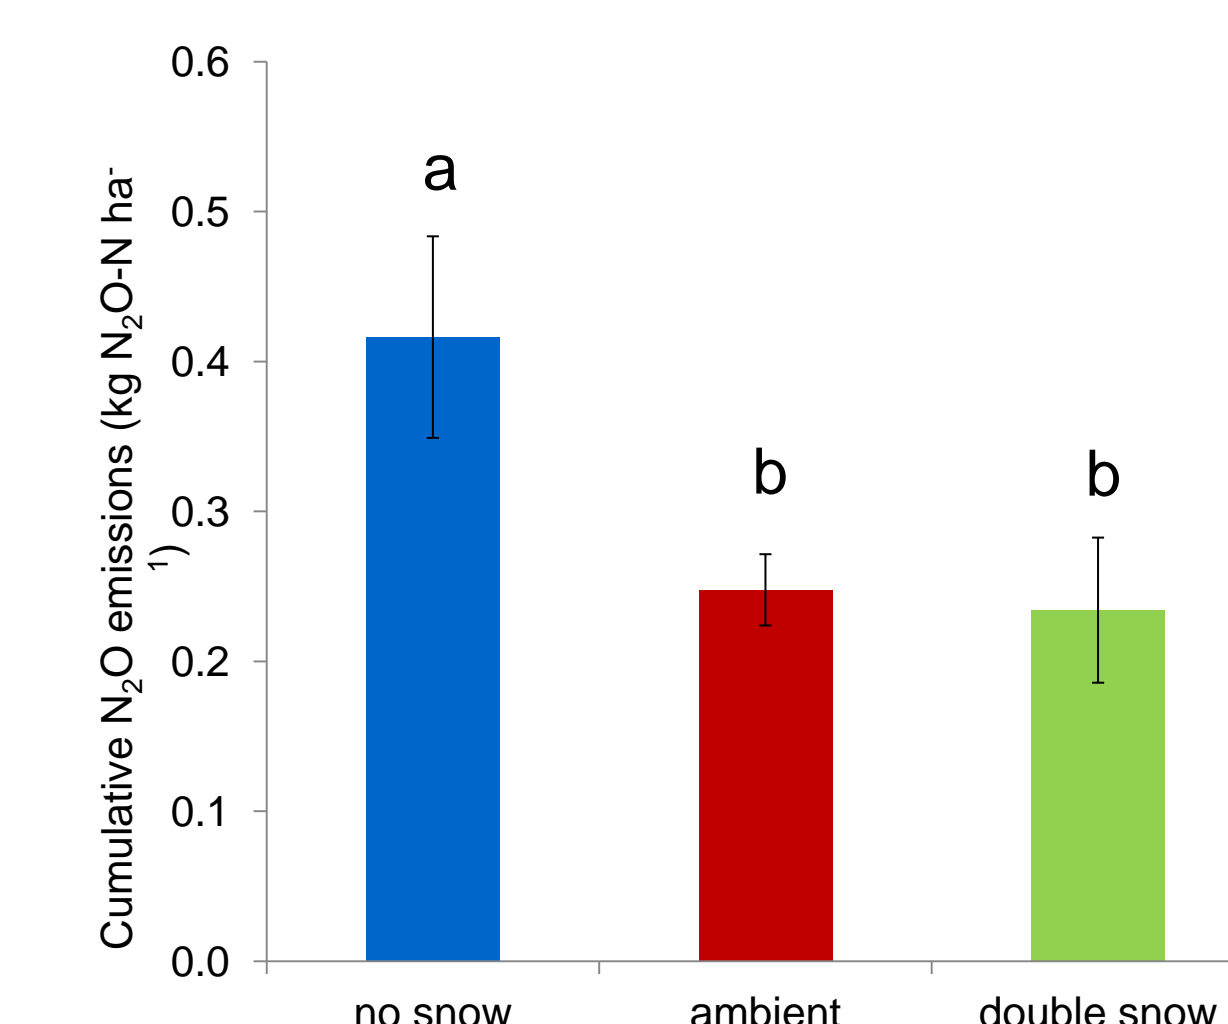 Cumulative N₂O emissions (kg N₂O-N ha⁻
¹)
0.6
0.5
0.4
0.3
0.2
0.1
0.0
a
b
b
no snow
ambient
double snow